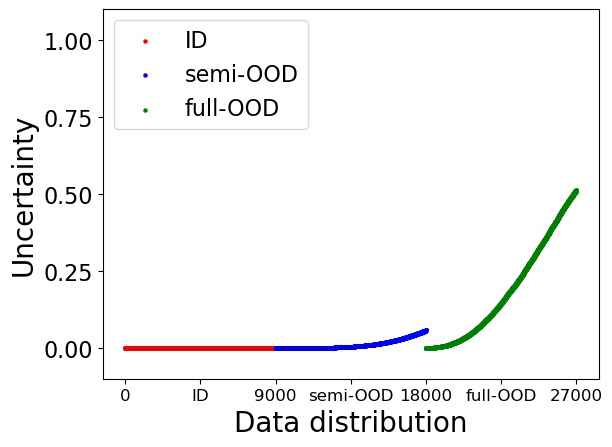 ID
semi-OOD
full-OOD
1.00
0.75
0.50
0.25
0.00
Uncertainty
0 ID 9000 semi-OOD 18000 full-OOD 27000
Data distribution